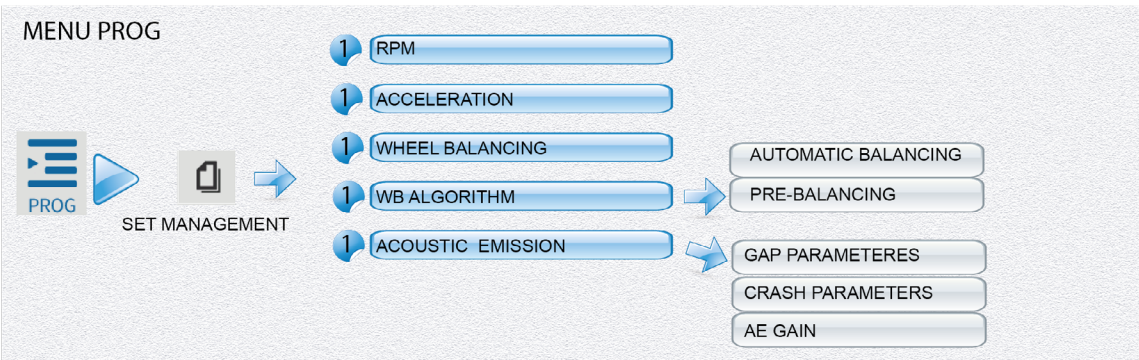 MENU PROG
PROG
SET MANAGEMENT
1 RPM
1 ACCELERATION
1 WHEEL BALANCING
1 WB ALGORITHM
AUTOMATIC BALANCING
PRE-BALANCING
1 ACOUSTIC EMISSION
GAP PARAMETERES
CRASH PARAMETERS
AE GAIN